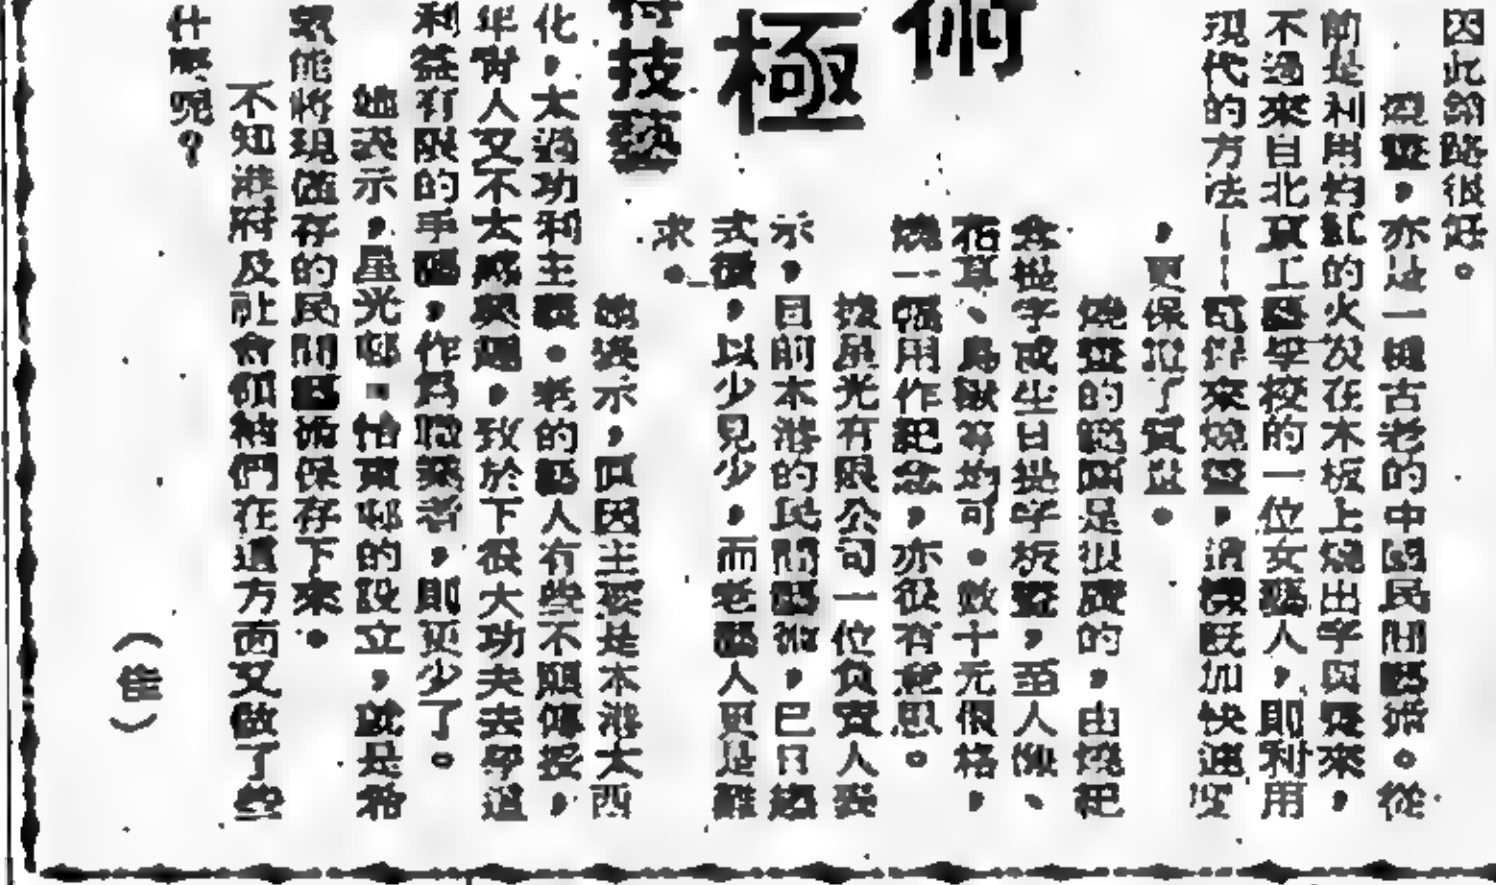 因此銷路很好。
燒畫，亦是一種古老的中國民間藝術。從
前是利用灼紅的火炭在木板上燒出字與畫來，
不過來自北京工藝學校的一位女藝人，則利用
現代的方法——電焊來燒畫，這樣既加快速度
，更保證了質量。
燒畫的範圍是很廣的，由燒紀
念世字或生日世字板畫，至人像、
花草、鳥獸等均可。數十元價格，
燒一幅用作紀念，亦很有意思。
據星光有限公司一位負責人表
示，目前本港的民間藝術，已日趨
式微，以少見少，而老藝人更是難
求。
她表示，個因主要是本港太西
化，太過功利主義。老的藝人有些不願傳授，
年青人又不太感興趣，致於下很大功夫去學這
利益有限的手藝，作為職業者，則更少了。
她表示，星光邨·怡東邨的設立，就是希
望能將現僅存的民間藝術保存下來。
不知港府及社會領袖們在這方面又做了些
什麼呢？
（佳）
術
極
待技藝